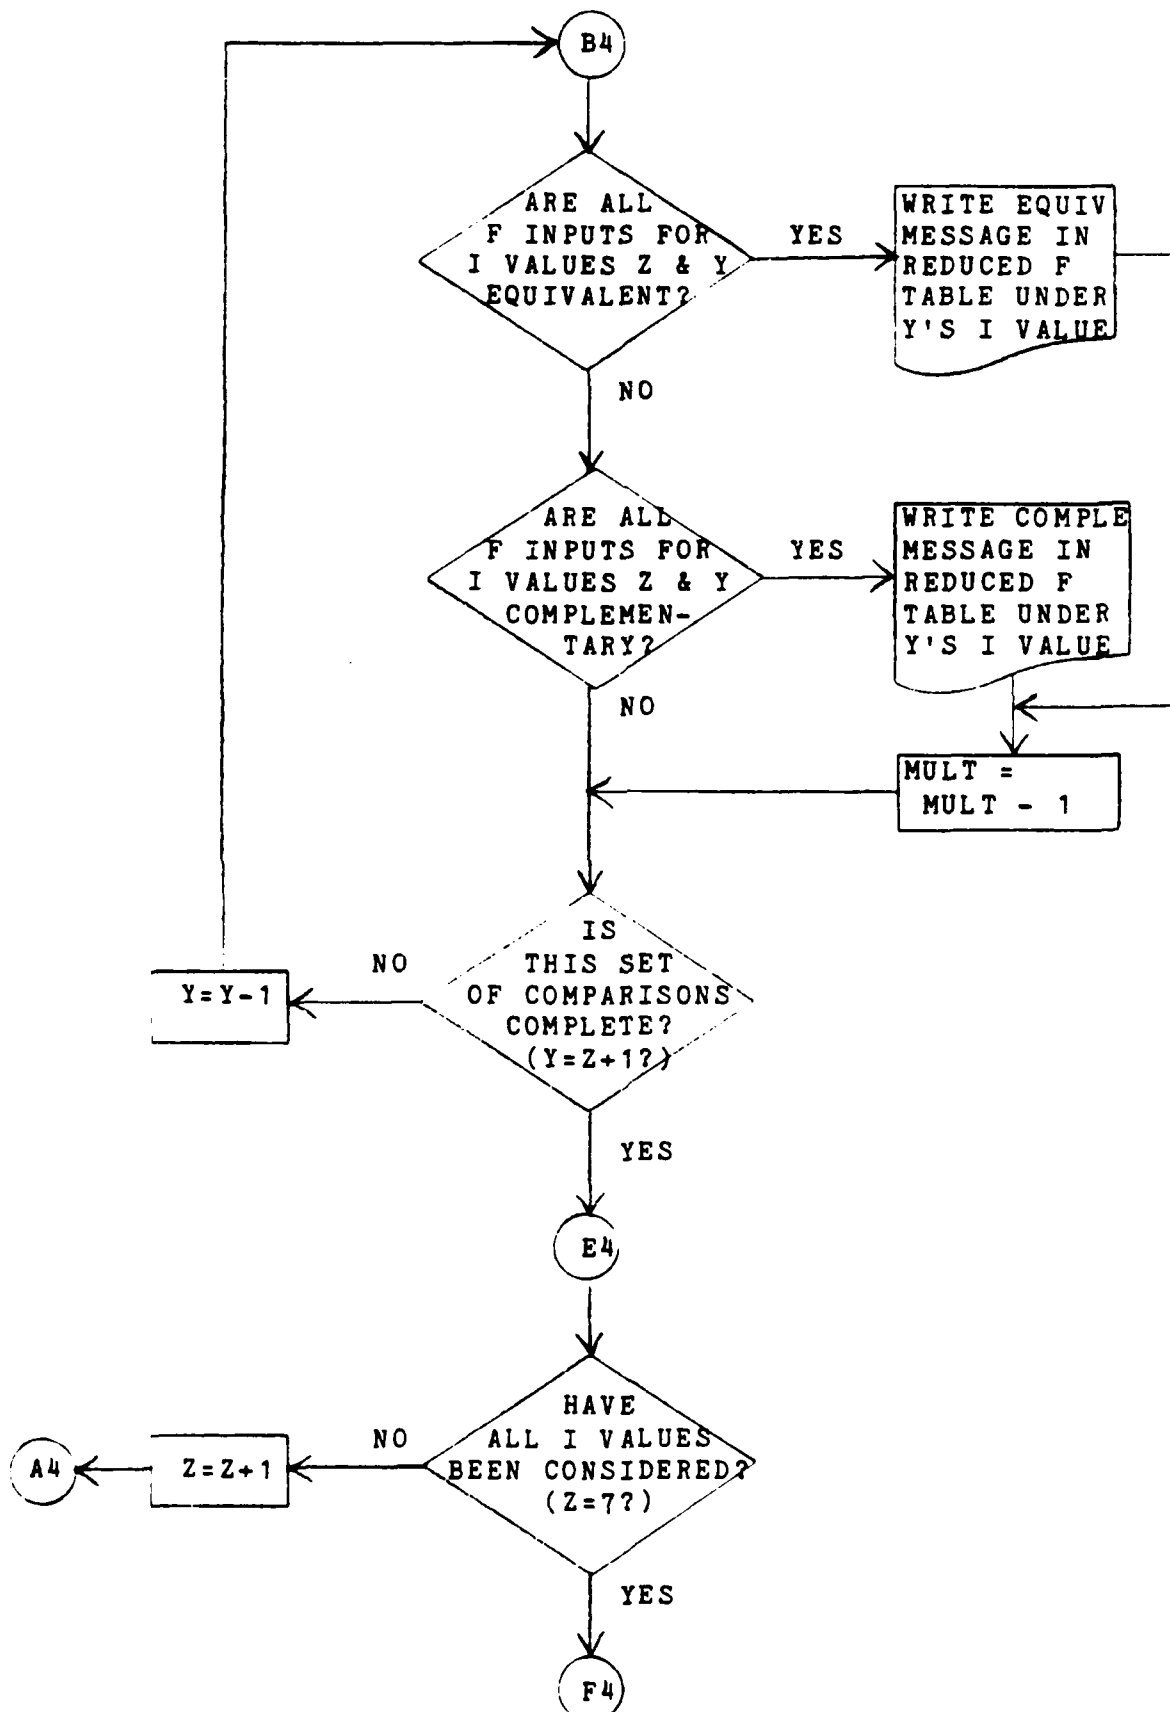 B4
ARE ALL
F INPUTS FOR
I VALUES Z & Y
EQUIVALENT?
YES
WRITE EQUIV
MESSAGE IN
REDUCED F
TABLE UNDER
Y'S I VALUE
NO
ARE ALL
F INPUTS FOR
I VALUES Z & Y
COMPLEMEN-
TARY?
YES
WRITE COMPLE
MESSAGE IN
REDUCED F
TABLE UNDER
Y'S I VALUE
NO
MULT =
MULT - 1
IS
THIS SET
OF COMPARISONS
COMPLETE?
(Y=Z+1?)
NO
Y=Y-1
YES
E4
HAVE
ALL I VALUES
BEEN CONSIDERED?
(Z=7?)
NO
Z=Z+1
A4
YES
F4